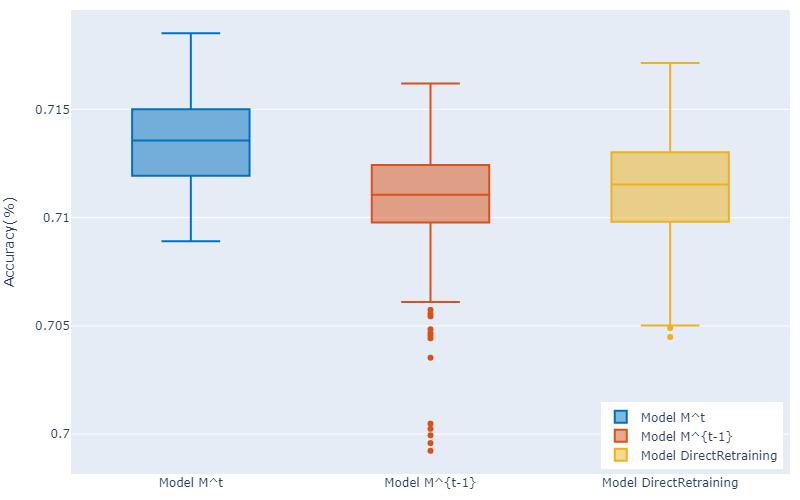 Accuracy(%)
0.715
0.71
0.705
0.7
Model M^t
Model M^{t-1}
Model DirectRetraining
Model M^t
Model M^{t-1}
Model DirectRetraining